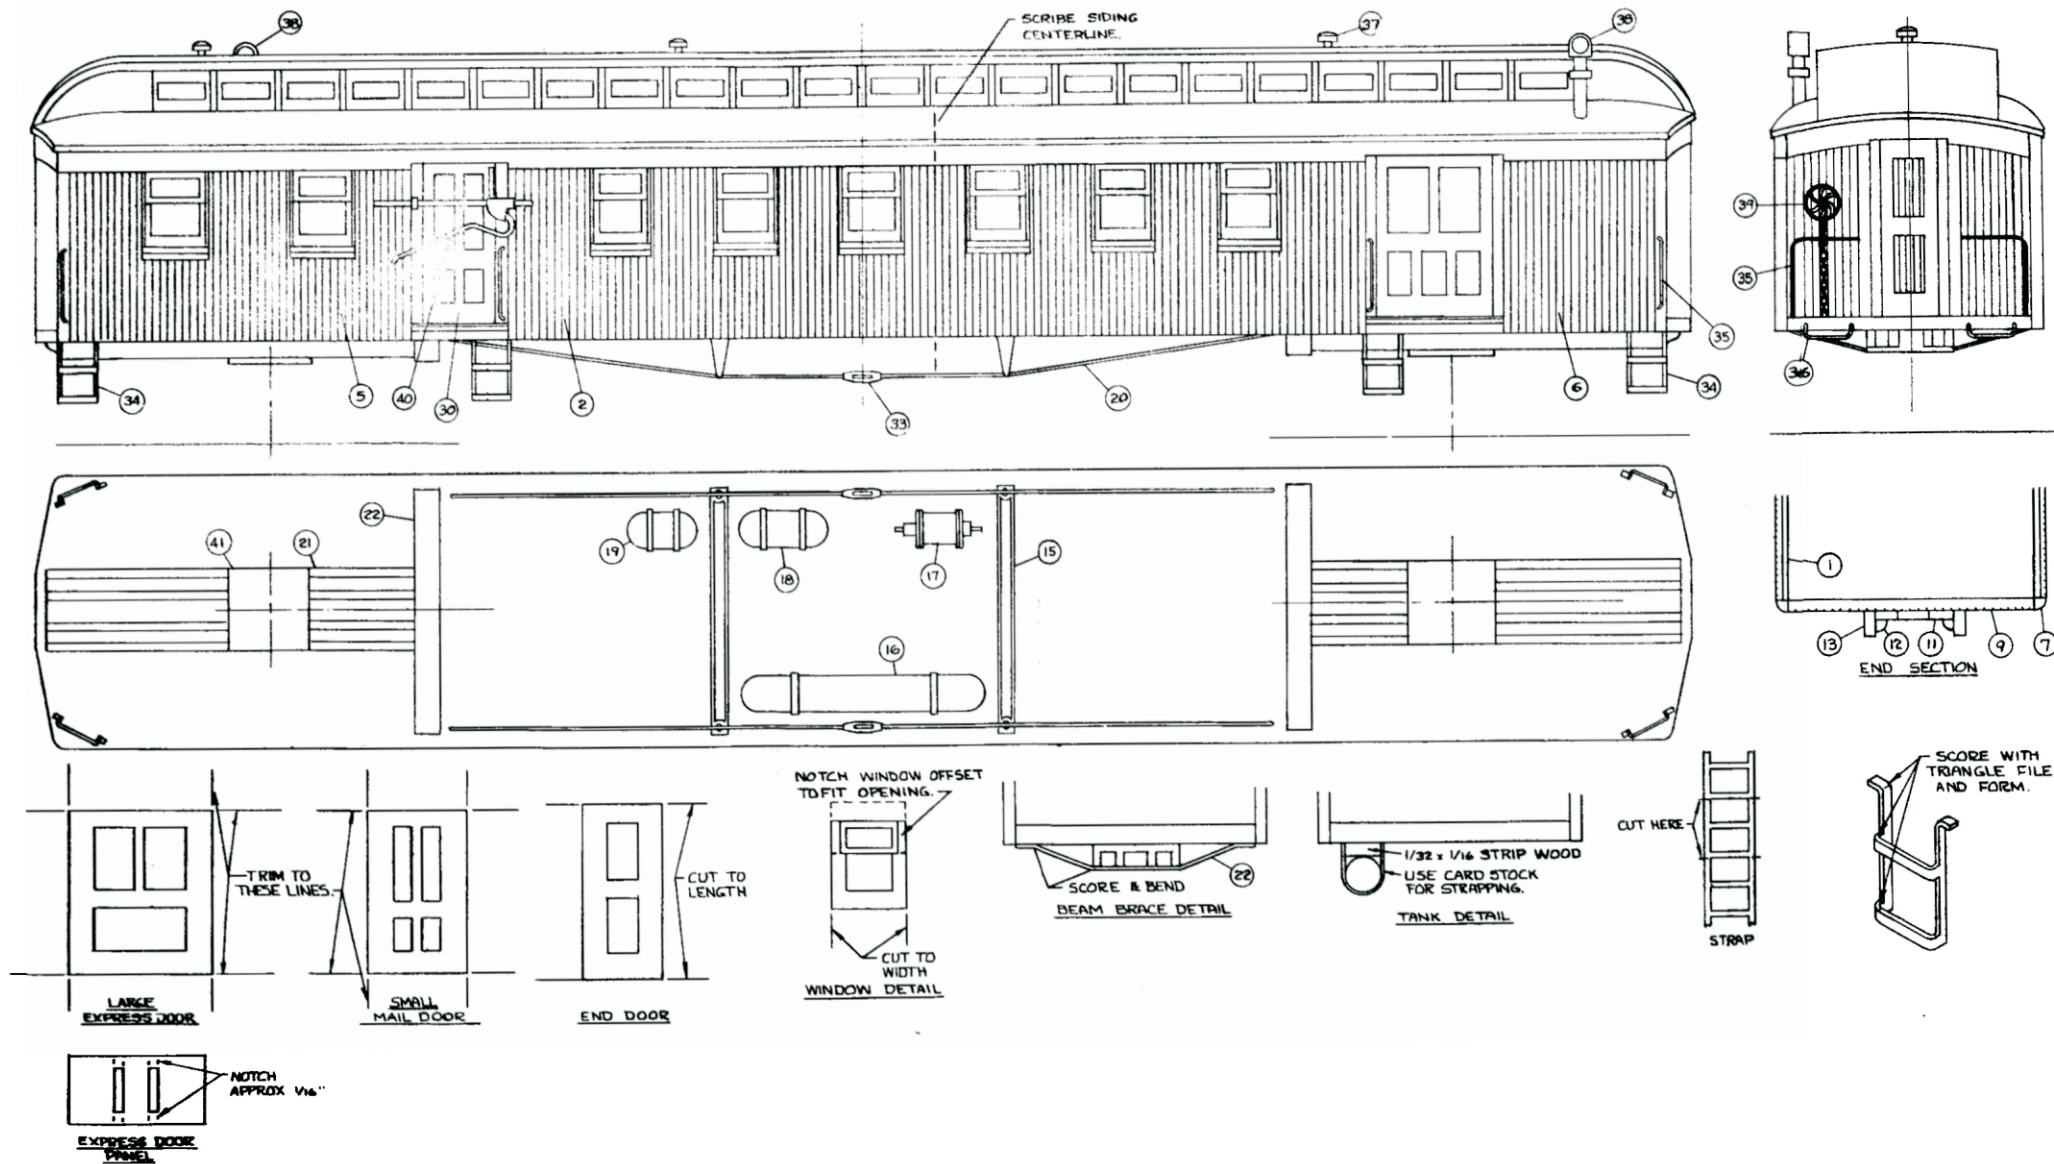 38
SCRIBE SIDING
CENTERLINE.
37
38
39
35
36
34
5
40
30
2
33
20
6
34
35
22
41
21
19
18
17
15
16
1
13
12
11
9
7
END SECTION
TRIM TO
THESE LINES.
LARGE
EXPRESS DOOR
SMALL
MAIL DOOR
CUT TO
LENGTH
END DOOR
NOTCH WINDOW OFFSET
TO FIT OPENING.
CUT TO
WIDTH
WINDOW DETAIL
SCORE & BEND
22
BEAM BRACE DETAIL
1/32 x 1/16 STRIP WOOD
USE CARD STOCK
FOR STRAPPING.
TANK DETAIL
CUT HERE
STRAP
SCORE WITH
TRIANGLE FILE
AND FORM.
NOTCH
APPROX 1/16"
EXPRESS DOOR
PANEL